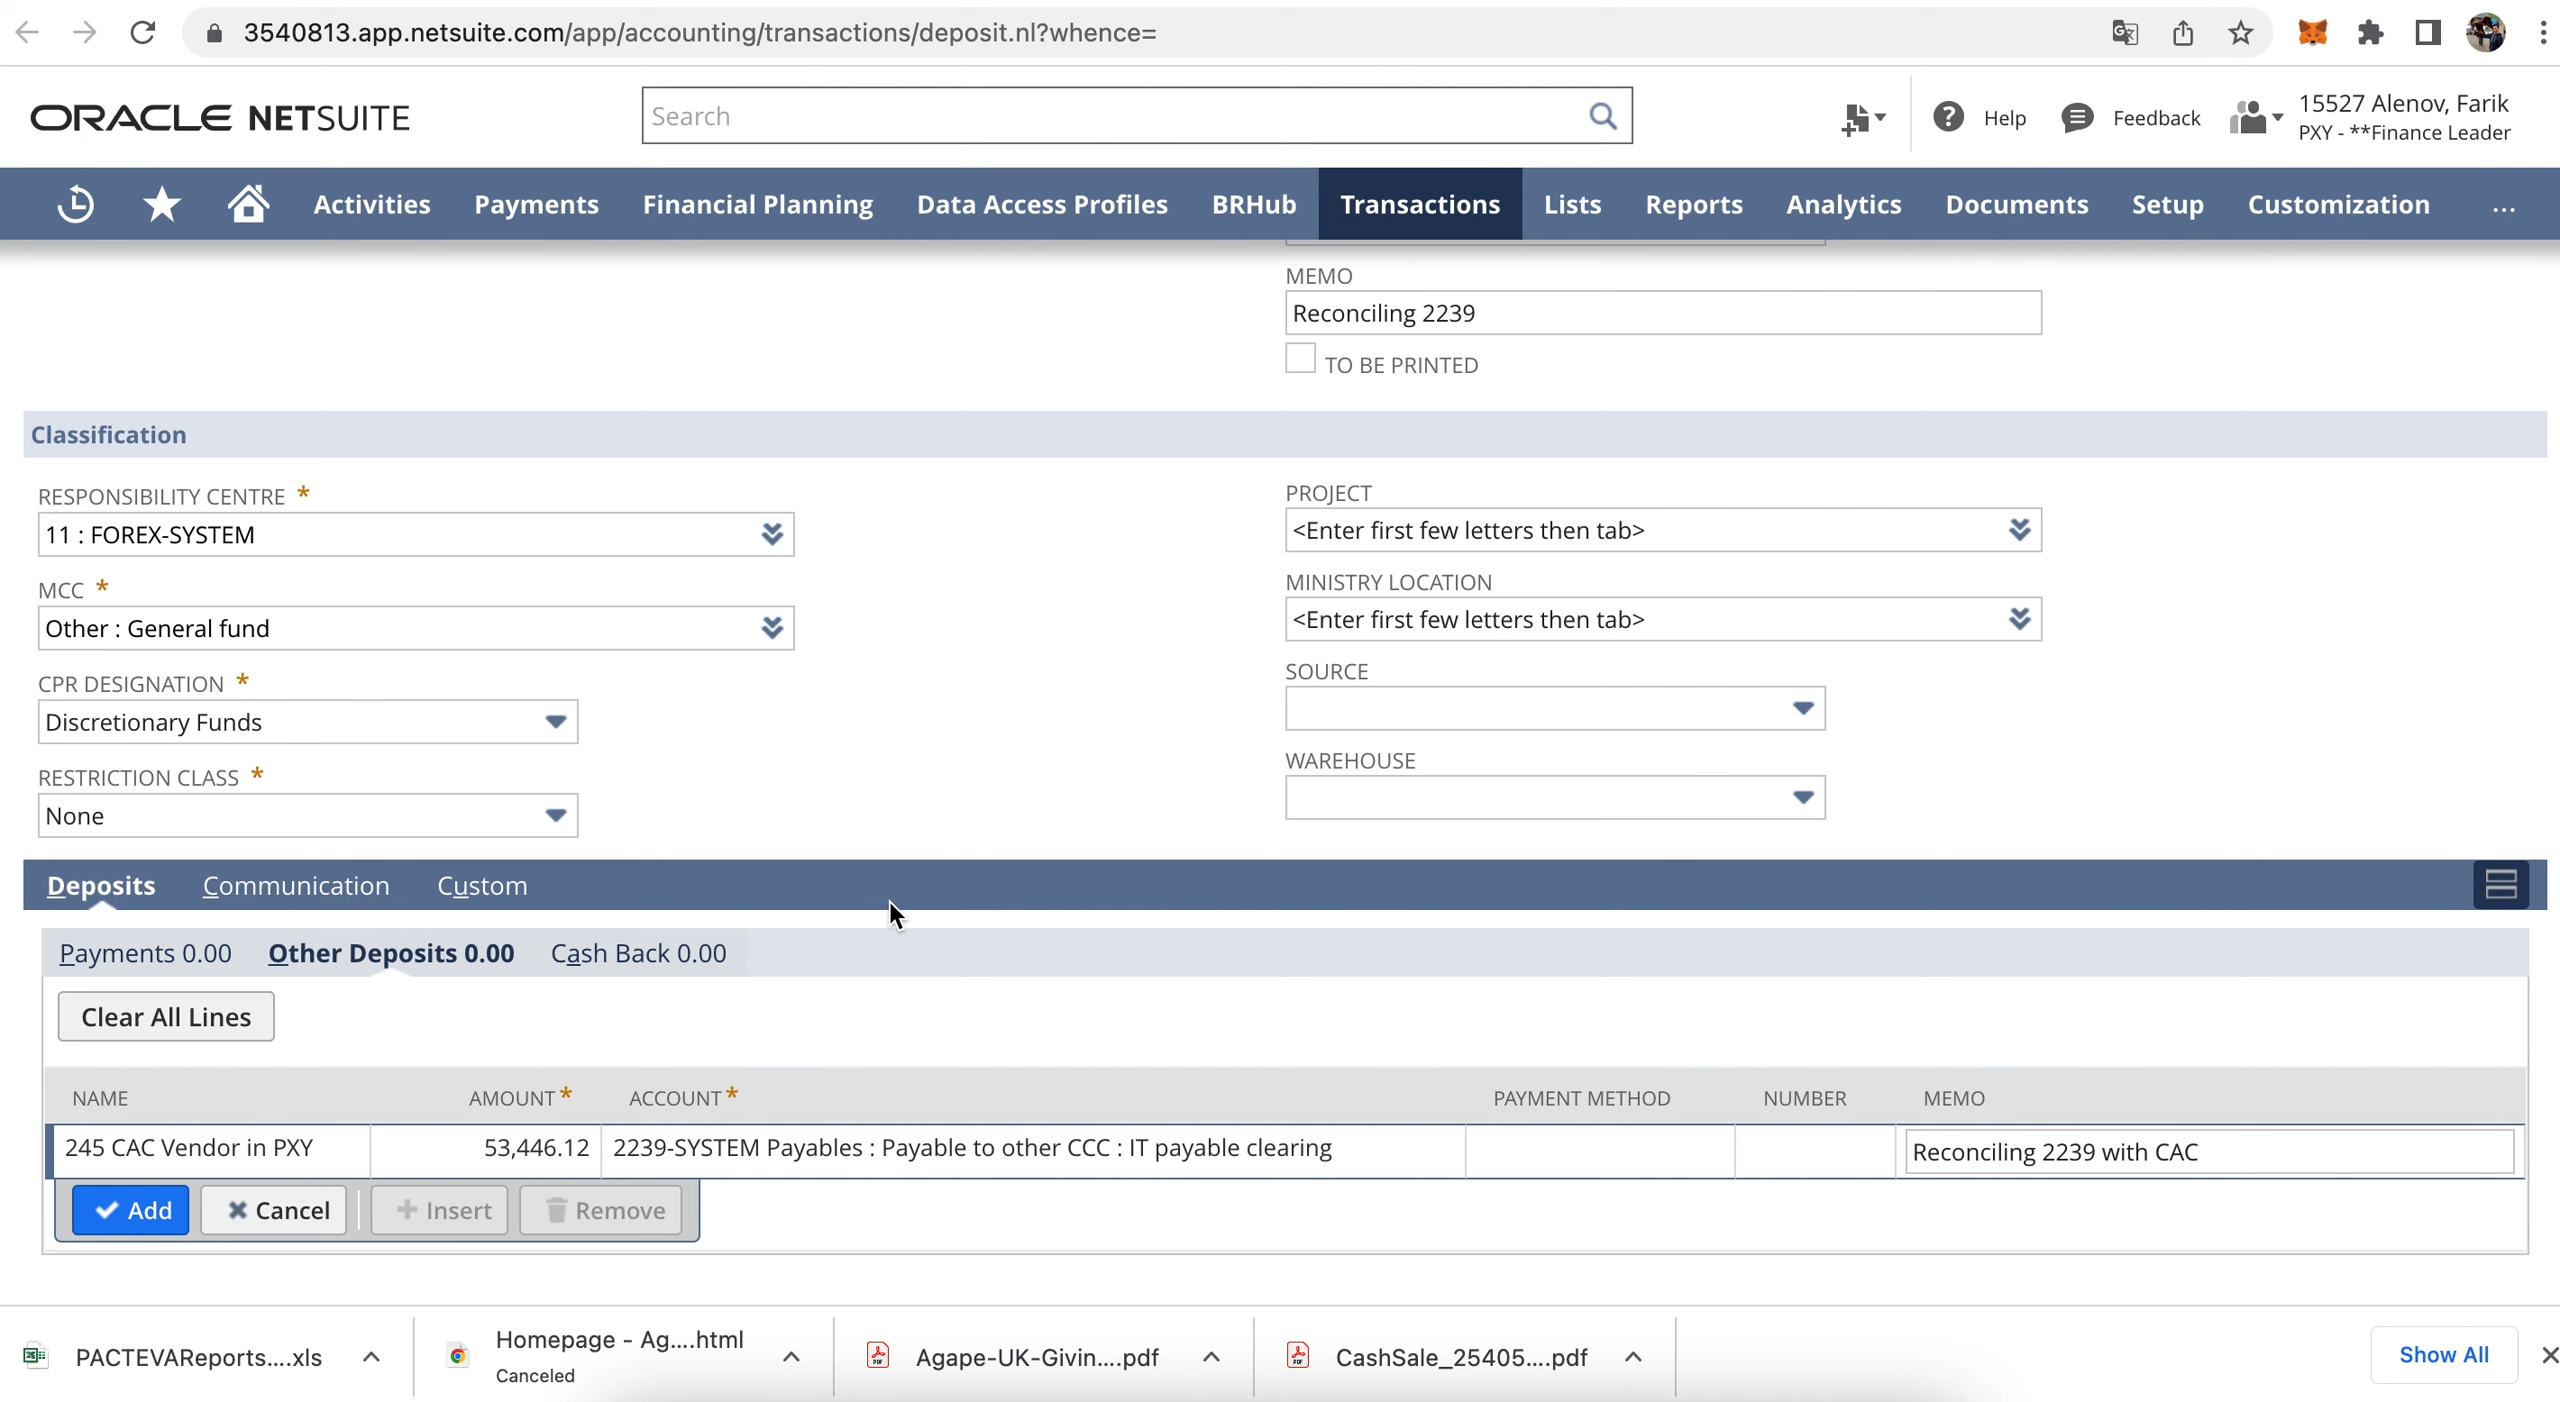 3540813.app.netsuite.com/app/accounting/transactions/deposit.nl?whence=
ORACLE NETSUITE
Search
Help
Feedback
15527 Alenov, Farik
PXY - **Finance Leader
Activities Payments Financial Planning Data Access Profiles BRHub Transactions Lists Reports Analytics Documents Setup Customization ...
MEMO
Reconciling 2239
TO BE PRINTED
Classification
RESPONSIBILITY CENTRE *
11 : FOREX-SYSTEM
MCC *
Other : General fund
CPR DESIGNATION *
Discretionary Funds
RESTRICTION CLASS *
None
PROJECT
<Enter first few letters then tab>
MINISTRY LOCATION
<Enter first few letters then tab>
SOURCE
WAREHOUSE
Deposits Communication Custom
Payments 0.00 Other Deposits 0.00 Cash Back 0.00
Clear All Lines
NAME AMOUNT* ACCOUNT* PAYMENT METHOD NUMBER MEMO
245 CAC Vendor in PXY 53,446.12 2239-SYSTEM Payables : Payable to other CCC : IT payable clearing Reconciling 2239 with CAC
Add Cancel Insert Remove
PACTEVAReports....xls
Homepage - Ag....html
Canceled
Agape-UK-Givin....pdf
CashSale_25405....pdf
Show All